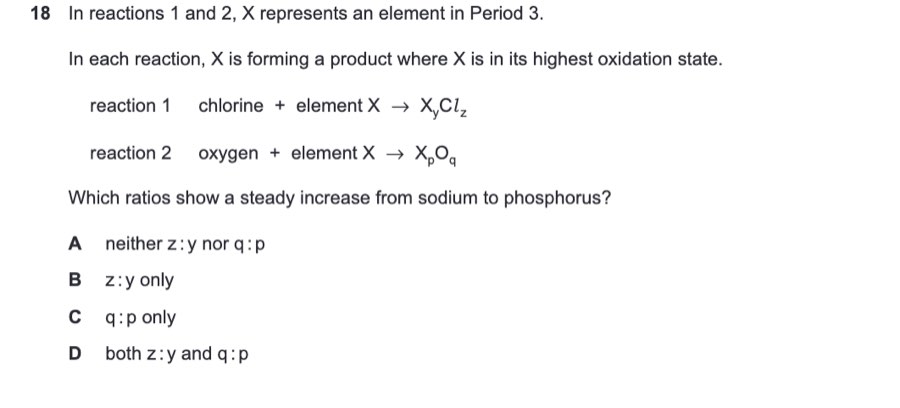 18 In reactions 1 and 2, X represents an element in Period 3.
In each reaction, X is forming a product where X is in its highest oxidation state.
reaction 1 chlorine + element X → XyClz
reaction 2 oxygen + element X → XpOq
Which ratios show a steady increase from sodium to phosphorus?
A neither z:y nor q:p
B z:y only
C q:p only
D both z:y and q:p